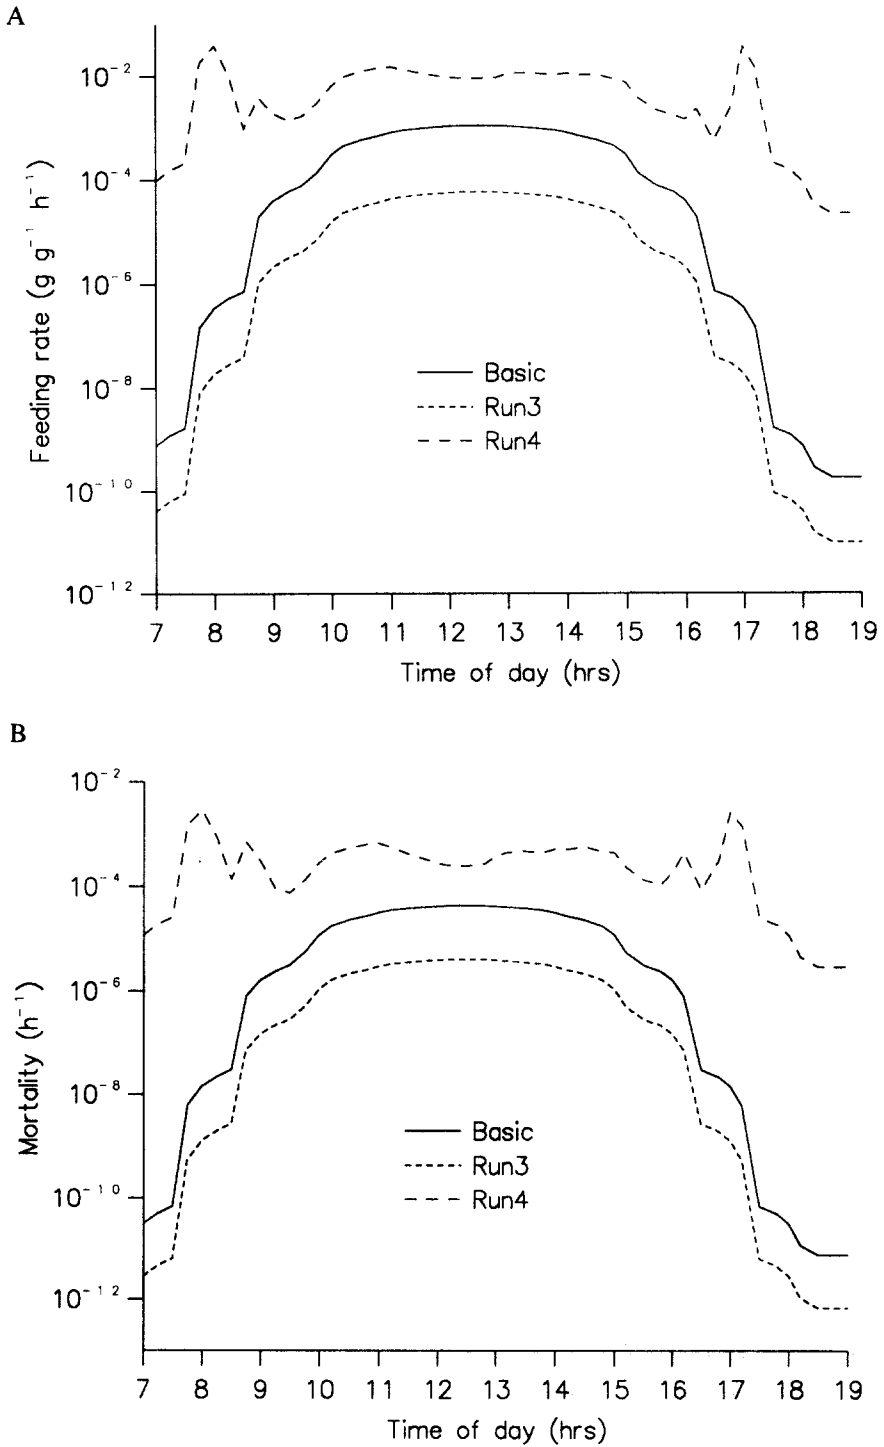 A
Feeding rate (g g⁻¹ h⁻¹)
10⁻²
10⁻⁴
10⁻⁶
10⁻⁸
10⁻¹⁰
10⁻¹²
Basic
Run3
Run4
7 8 9 10 11 12 13 14 15 16 17 18 19
Time of day (hrs)
B
Mortality (h⁻¹)
10⁻²
10⁻⁴
10⁻⁶
10⁻⁸
10⁻¹⁰
10⁻¹²
Basic
Run3
Run4
7 8 9 10 11 12 13 14 15 16 17 18 19
Time of day (hrs)